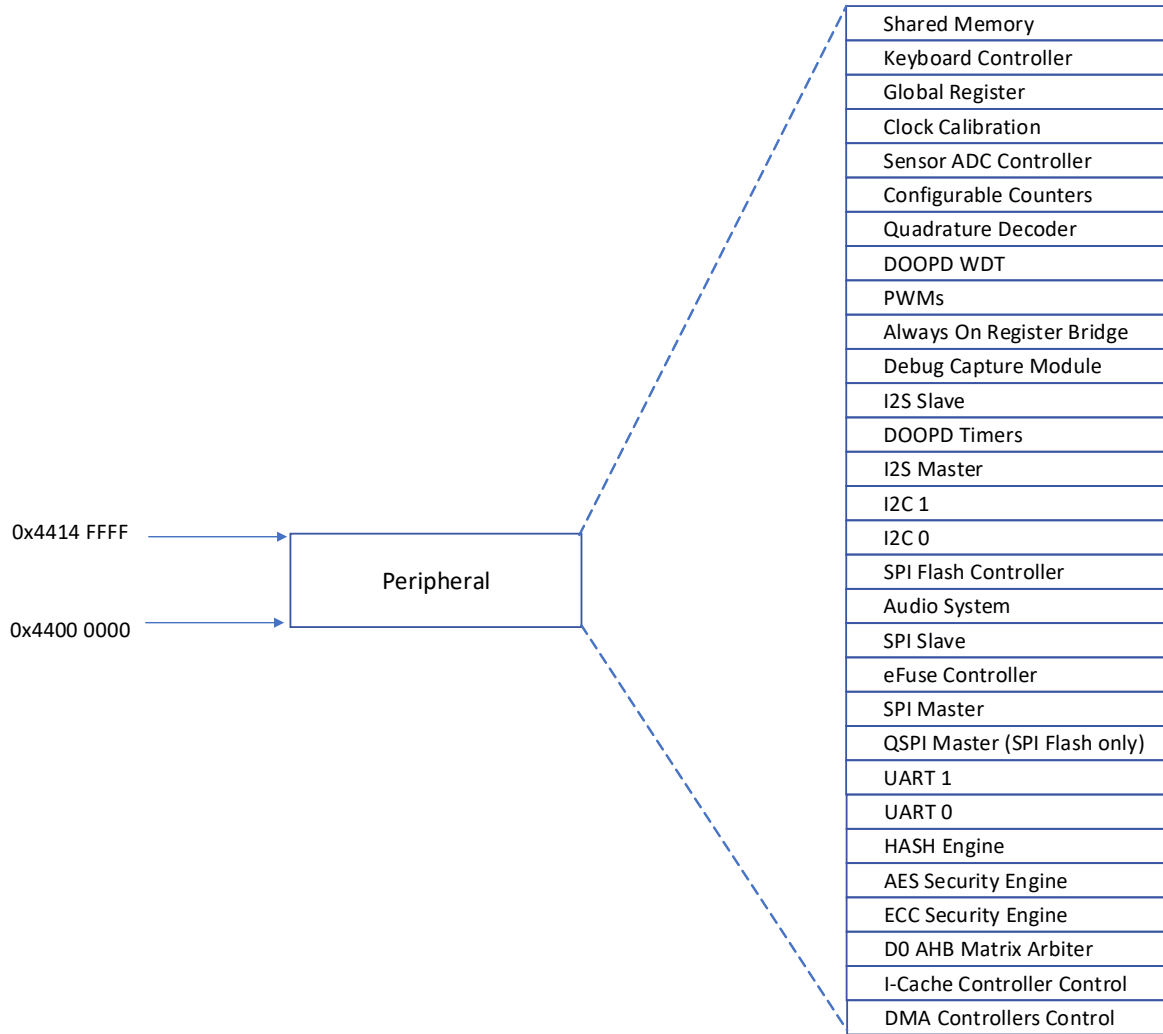 Shared Memory
Keyboard Controller
Global Register
Clock Calibration
Sensor ADC Controller
Configurable Counters
Quadrature Decoder
DOOPD WDT
PWMs
Always On Register Bridge
Debug Capture Module
I2S Slave
DOOPD Timers
I2S Master
I2C 1
0x4414 FFFF
I2C 0
SPI Flash Controller
Peripheral
Audio System
0x4400 0000
SPI Slave
eFuse Controller
SPI Master
QSPI Master (SPI Flash only)
UART 1
UART 0
HASH Engine
AES Security Engine
ECC Security Engine
D0 AHB Matrix Arbiter
I-Cache Controller Control
DMA Controllers Control